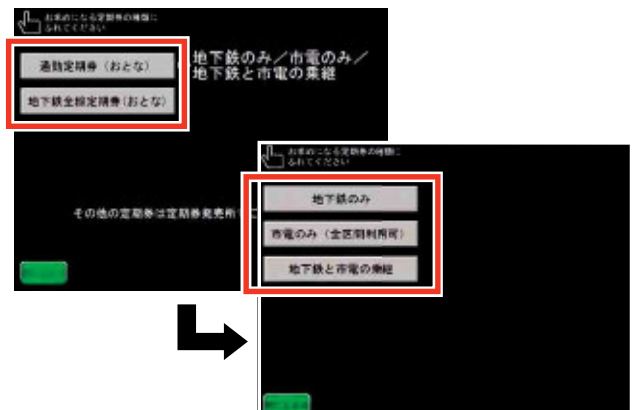 お求めになる定期券の種類に
ふれてください
通勤定期券（おとな）
地下鉄のみ／市電のみ／
地下鉄と市電の乗継
地下鉄全線定期券（おとな）
その他の定期券は定期券発売所
お求めになる定期券の種類に
ふれてください
地下鉄のみ
市電のみ（全区間利用可）
地下鉄と市電の乗継